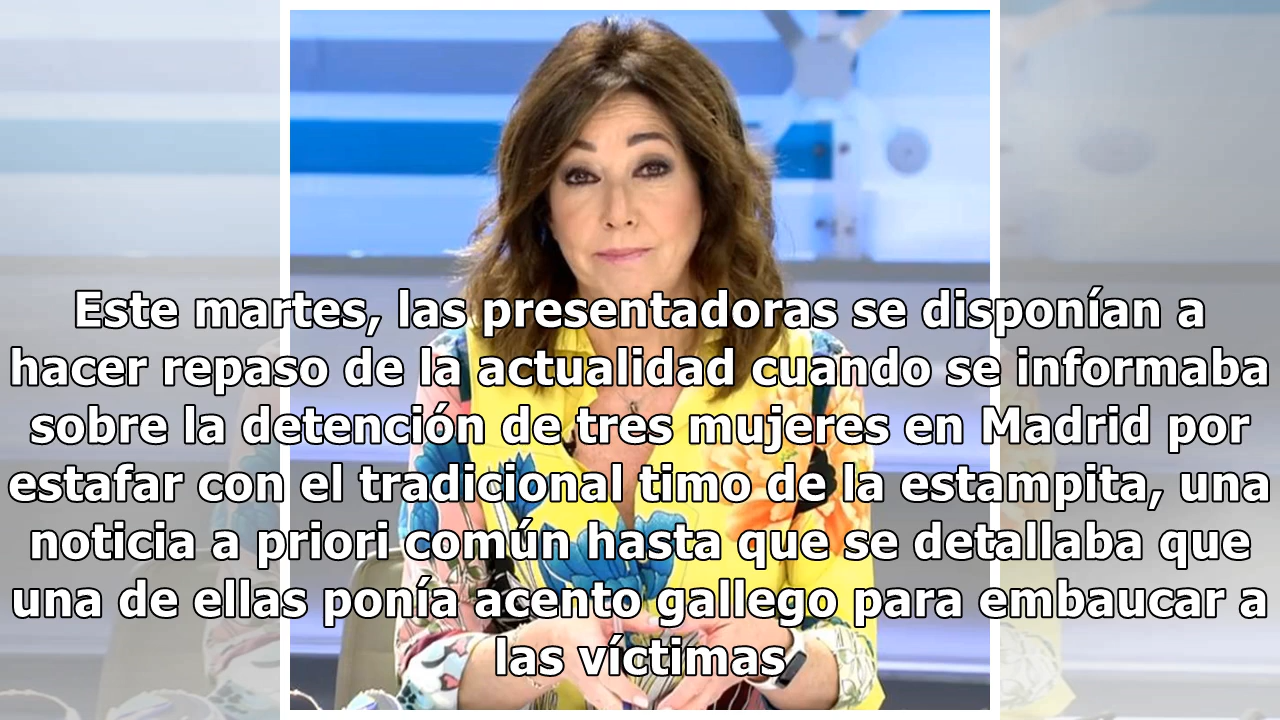 Este martes, las presentadoras se disponían a
hacer repaso de la actualidad cuando se informaba
sobre la detención de tres mujeres en Madrid por
estafar con el tradicional timo de la estampita, una
noticia a priori común hasta que se detallaba que
una de ellas ponía acento gallego para embaucar a
las víctimas